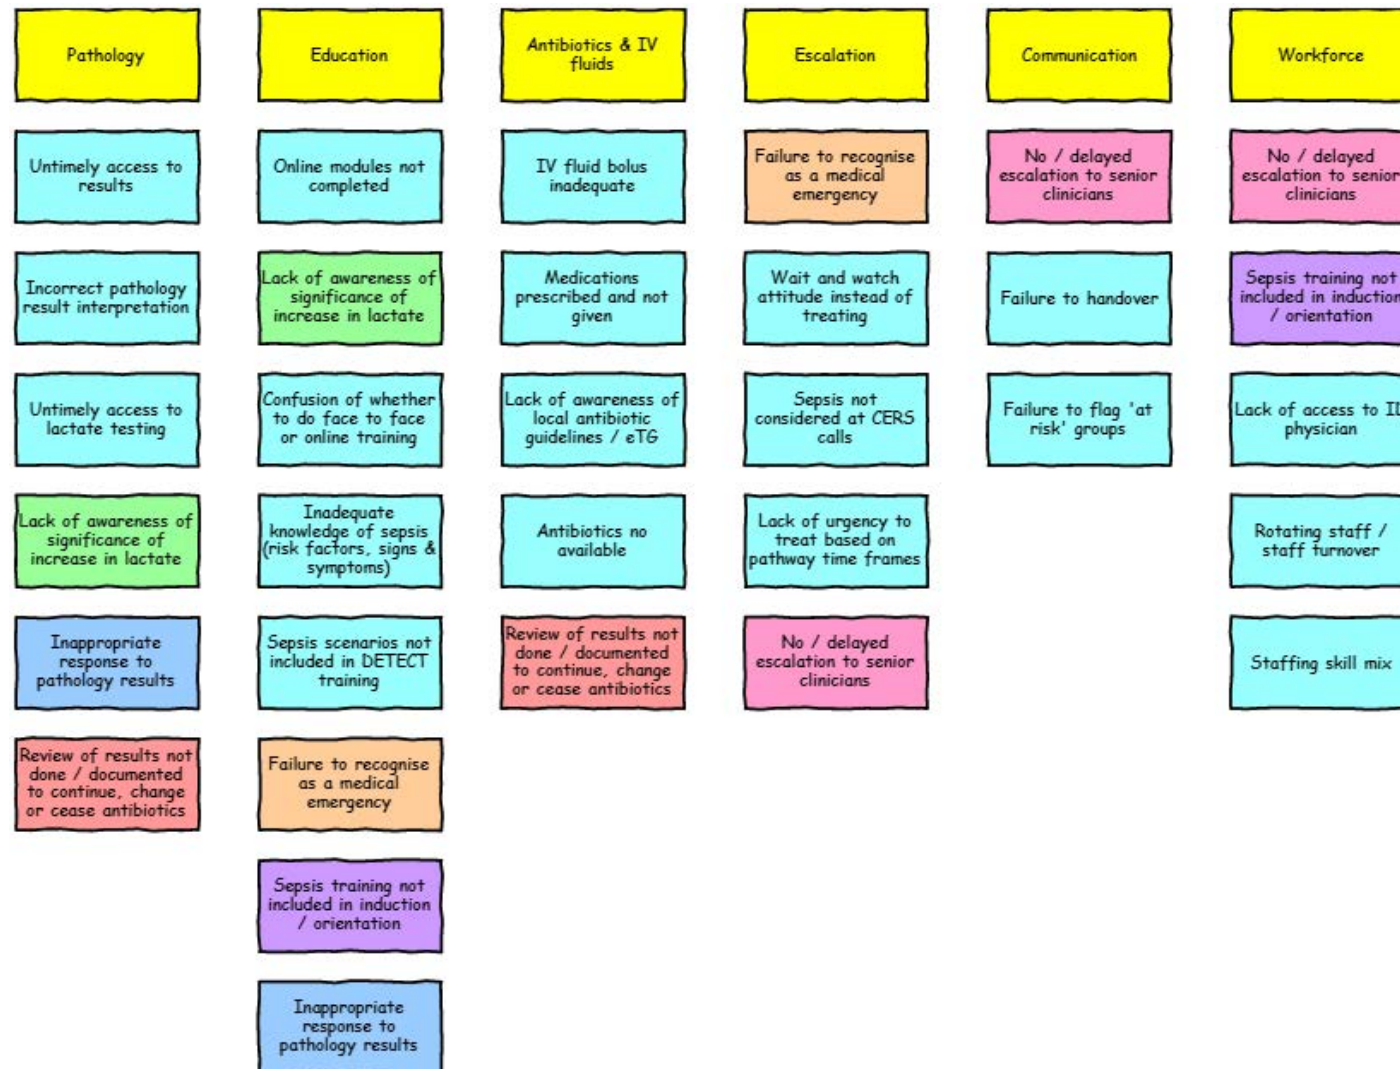 Pathology
Untimely access to
results
Incorrect pathology
result interpretation
Untimely access to
lactate testing
Lack of awareness of
significance of
increase in lactate
Inappropriate
response to
pathology results
Review of results not
done / documented
to continue, change
or cease antibiotics
Education
Online modules not
completed
Lack of awareness of
significance of
increase in lactate
Confusion of whether
to do face to face
or online training
Inadequate
knowledge of sepsis
(risk factors, signs &
symptoms)
Sepsis scenarios not
included in DETECT
training
Failure to recognise
as a medical
emergency
Sepsis training not
included in induction
/ orientation
Inappropriate
response to
pathology results
Antibiotics & IV
fluids
IV fluid bolus
inadequate
Medications
prescribed and not
given
Lack of awareness of
local antibiotic
guidelines / eTG
Antibiotics no
available
Review of results not
done / documented
to continue, change
or cease antibiotics
Escalation
Failure to recognise
as a medical
emergency
Wait and watch
attitude instead of
treating
Sepsis not
considered at CERS
calls
Lack of urgency to
treat based on
pathway time frames
No / delayed
escalation to senior
clinicians
Communication
No / delayed
escalation to senior
clinicians
Failure to handover
Failure to flag 'at
risk' groups
Workforce
No / delayed
escalation to senior
clinicians
Sepsis training not
included in induction
/ orientation
Lack of access to ID
physician
Rotating staff /
staff turnover
Staffing skill mix